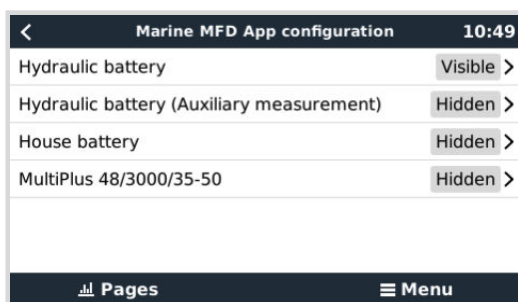 Marine MFD App configuration 10:49
Hydraulic battery Visible
Hydraulic battery (Auxiliary measurement) Hidden
House battery Hidden
MultiPlus 48/3000/35-50 Hidden
Pages Menu